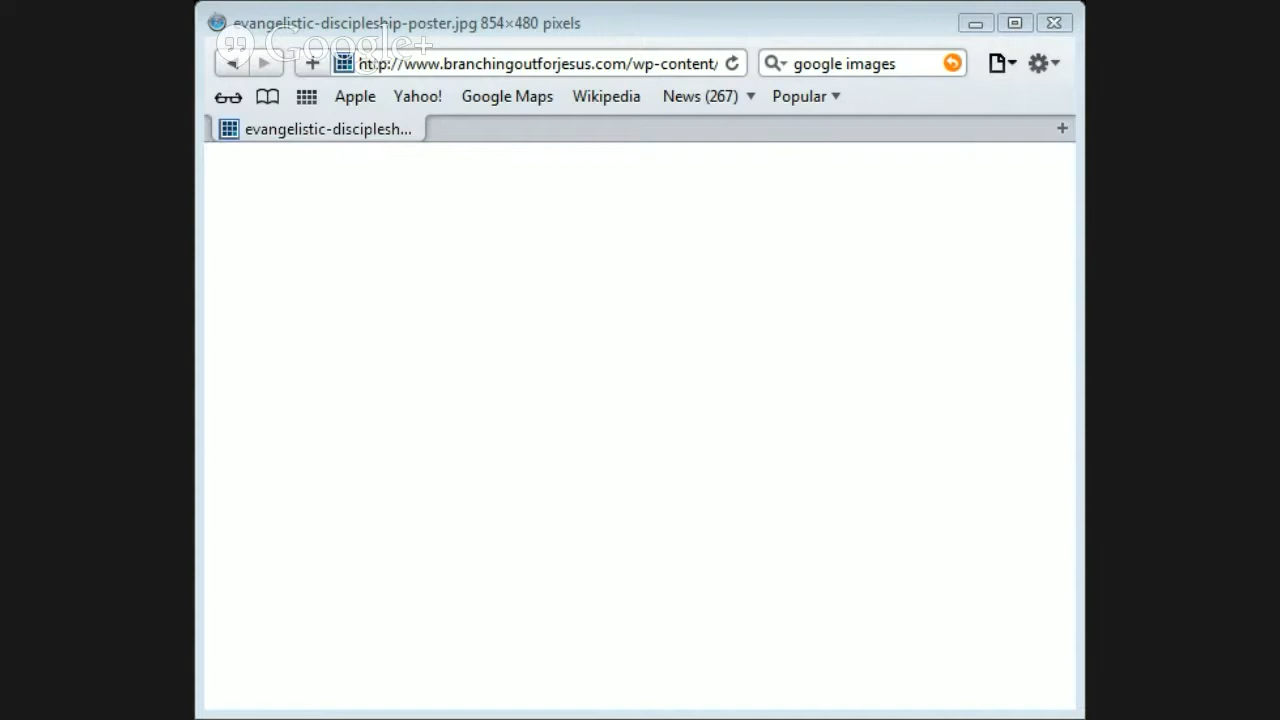 evangelistic-discipleship-poster.jpg 854×480 pixels
Google+
http://www.branchingoutforjesus.com/wp-content/
google images
Apple Yahoo! Google Maps Wikipedia News (267) Popular
evangelistic-disciplesh...